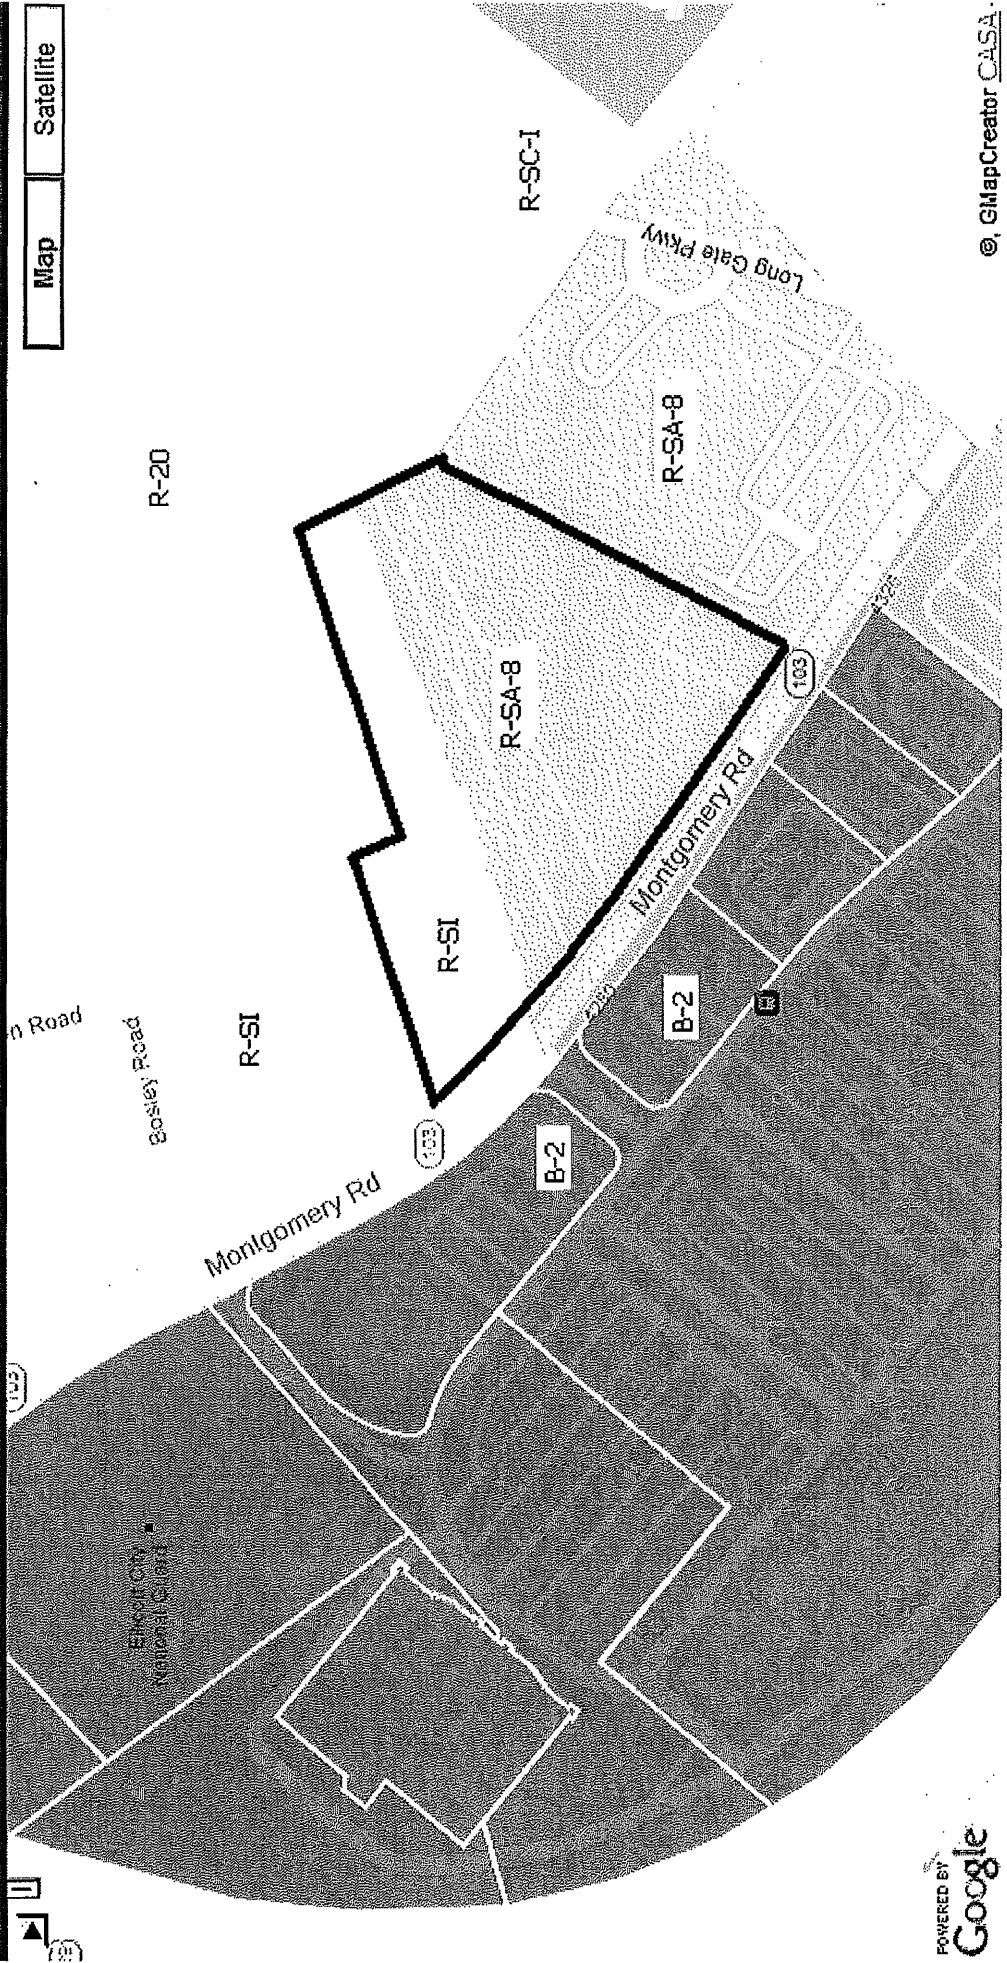 Map
Satellite
R-20
R-SC-I
n Road
Bosley Road
R-SI
R-SI
R-SA-8
R-SA-8
Long Gate Pkwy
Montgomery Rd
103
Montgomery Rd
103
103
B-2
B-2
H
Ellicott City
National Guard
POWERED BY
Google
©, GMapCreator CASA -